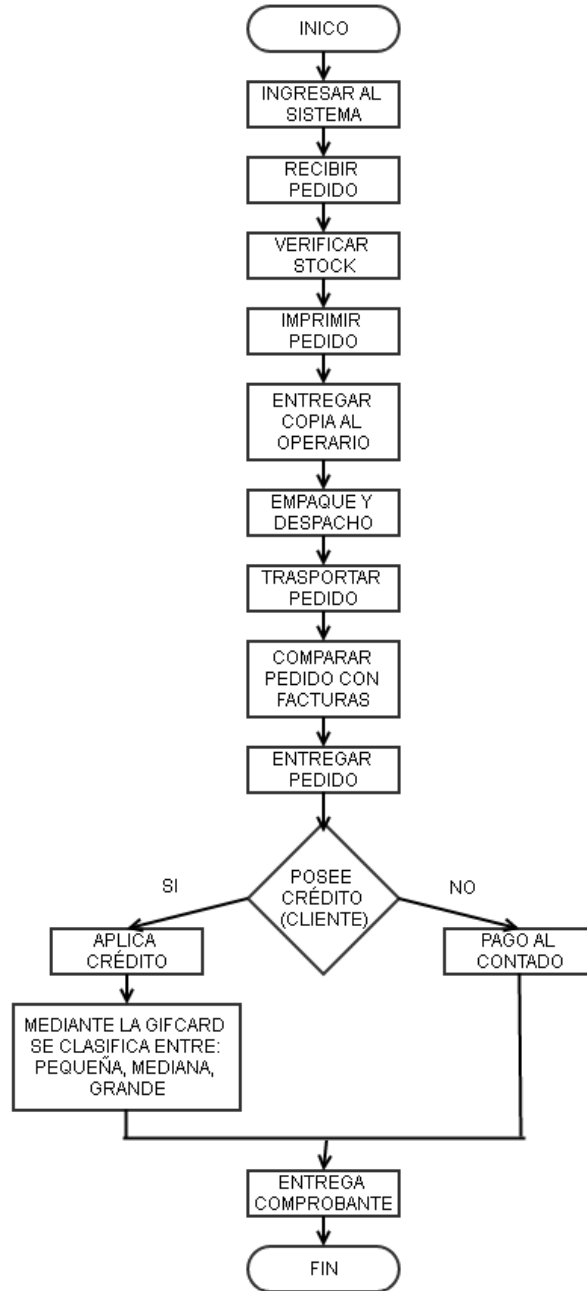 INICO
INGRESAR AL
SISTEMA
RECIBIR
PEDIDO
VERIFICAR
STOCK
IMPRIMIR
PEDIDO
ENTREGAR
COPIA AL
OPERARIO
EMPAQUE Y
DESPACHO
TRASPORTAR
PEDIDO
COMPARAR
PEDIDO CON
FACTURAS
ENTREGAR
PEDIDO
POSEE
CRÉDITO
(CLIENTE)
SI
NO
APLICA
CRÉDITO
PAGO AL
CONTADO
MEDIANTE LA GIFCARD
SE CLASIFICA ENTRE:
PEQUEÑA, MEDIANA,
GRANDE
ENTREGA
COMPROBANTE
FIN